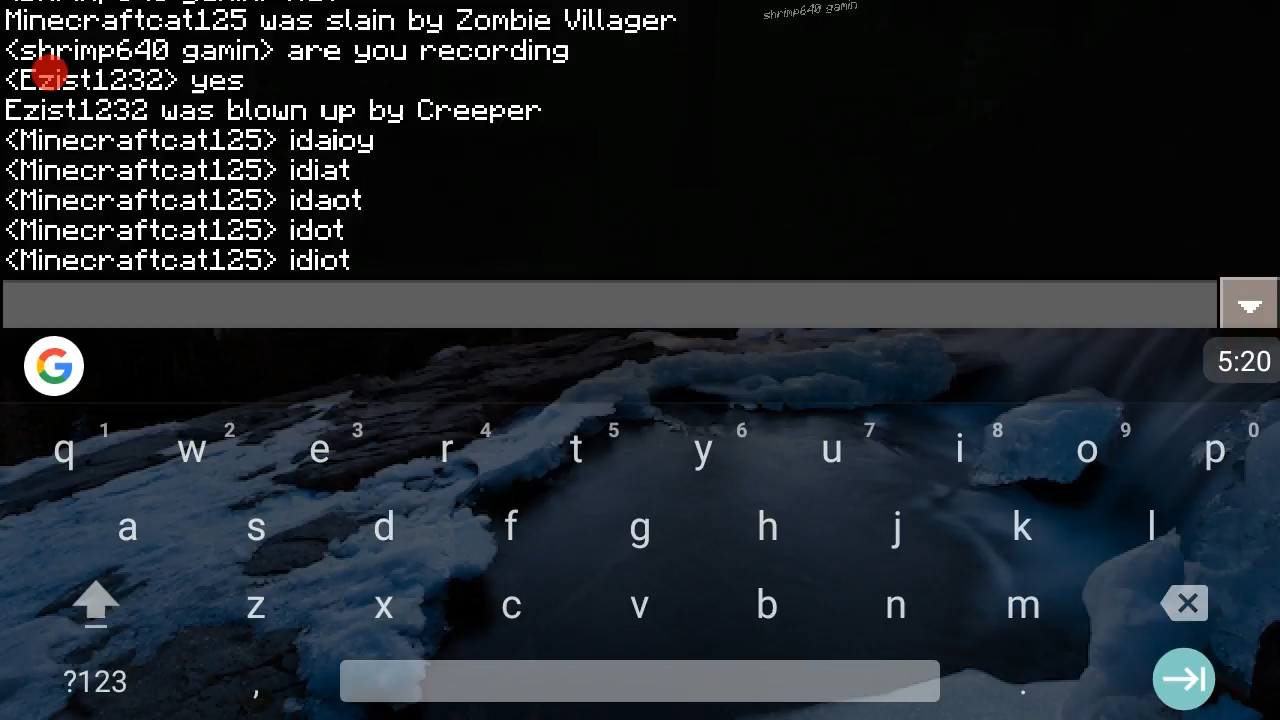 Minecraftcat125 was slain by Zombie Villager
shrimp640 gamin
<shrimp640 gamin> are you recording
<Ezist1232> yes
Ezist1232 was blown up by Creeper
<Minecraftcat125> idaioy
<Minecraftcat125> idiat
<Minecraftcat125> idaot
<Minecraftcat125> idot
<Minecraftcat125> idiot
G 5:20
q 1 w 2 e 3 r 4 t 5 y 6 u 7 i 8 o 9 p 0
a s d f g h j k l
z x c v b n m
?123 , .